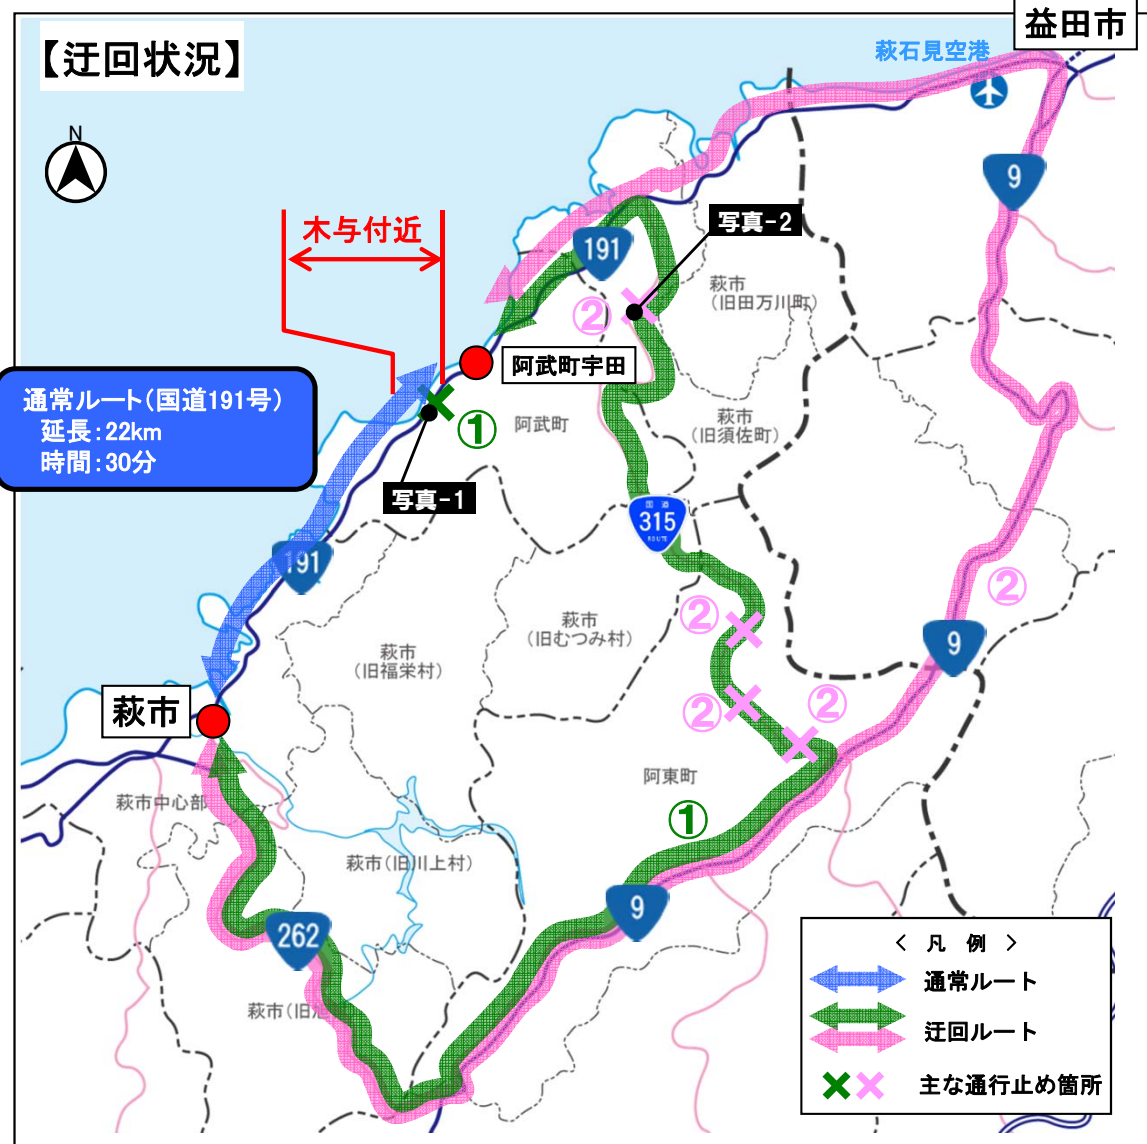 益田市
【迂回状況】
萩石見空港
N
9
木与付近
写真-2
191
萩市
（旧田万川町）
②
阿武町宇田
通常ルート（国道191号）
延長：22km
時間：30分
①
阿武町
萩市
（旧須佐町）
写真-1
国道
315
ROUTE
191
②
②
萩市
（旧むつみ村）
9
萩市
（旧福栄村）
萩市
②
②
阿東町
萩市中心部
①
萩市（旧川上村）
9
262
萩市（旧旭
＜ 凡 例 ＞
通常ルート
迂回ルート
主な通行止め箇所